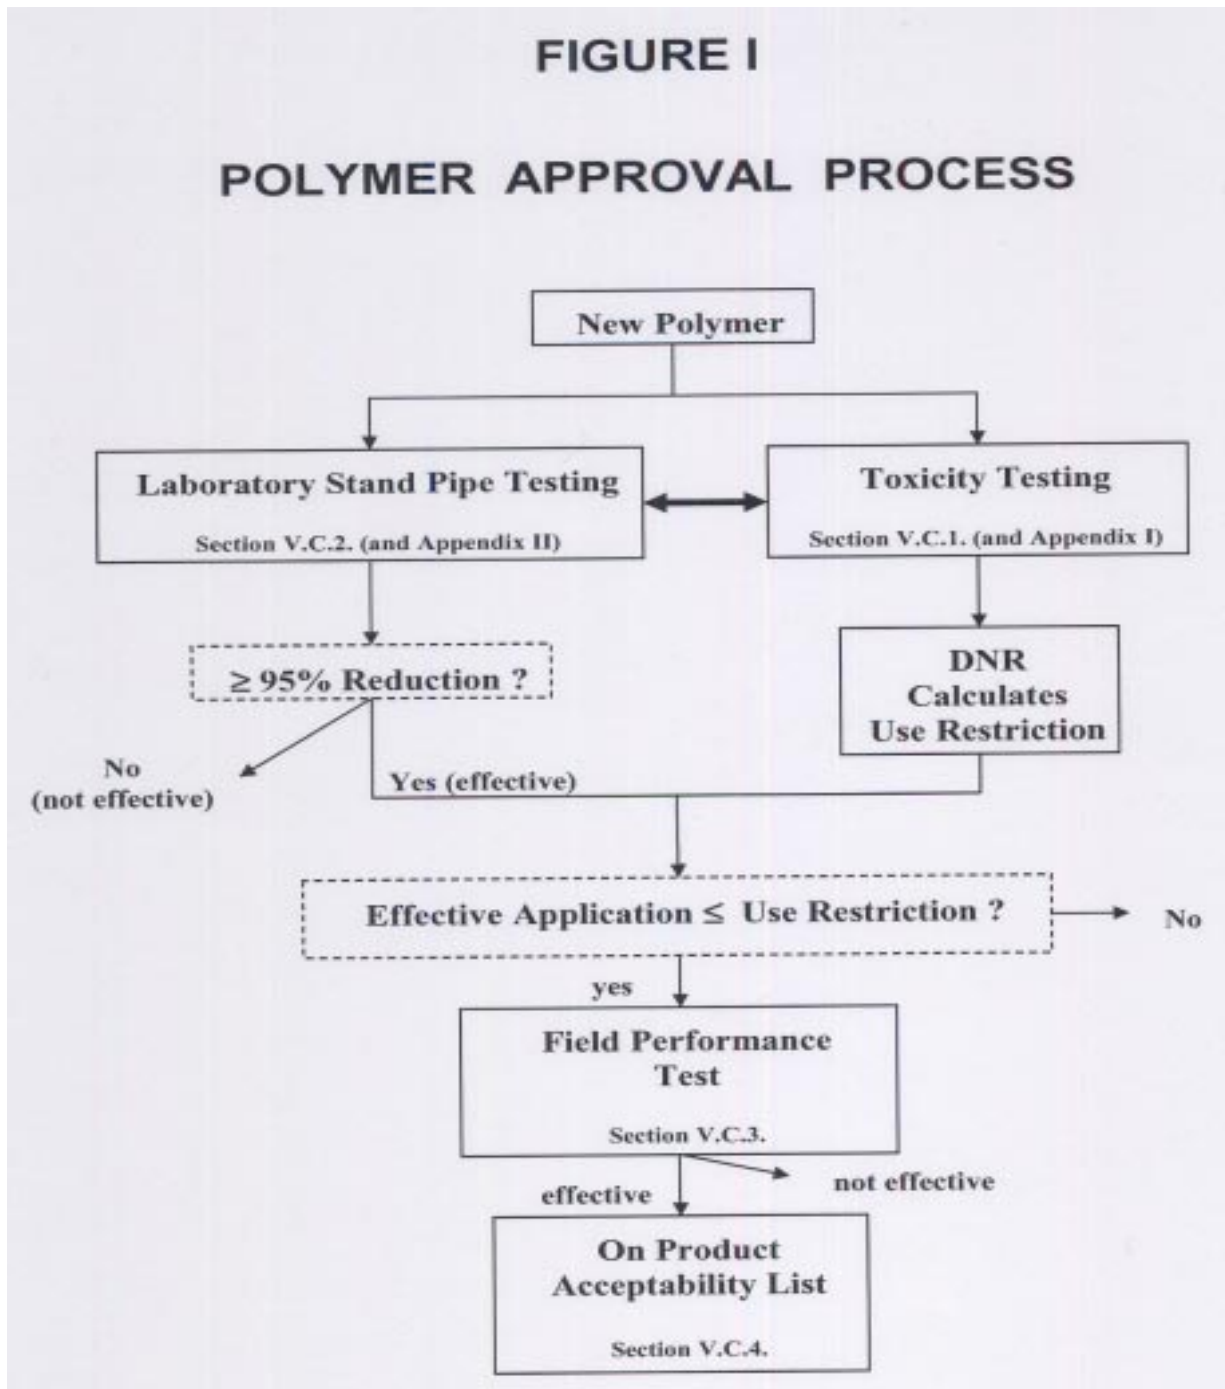 FIGURE I
POLYMER APPROVAL PROCESS
New Polymer
Laboratory Stand Pipe Testing
Section V.C.2. (and Appendix II)
Toxicity Testing
Section V.C.1. (and Appendix I)
≥ 95% Reduction ?
DNR
Calculates
Use Restriction
No
(not effective)
Yes (effective)
Effective Application ≤ Use Restriction ?
No
yes
Field Performance
Test
Section V.C.3.
effective
not effective
On Product
Acceptability List
Section V.C.4.